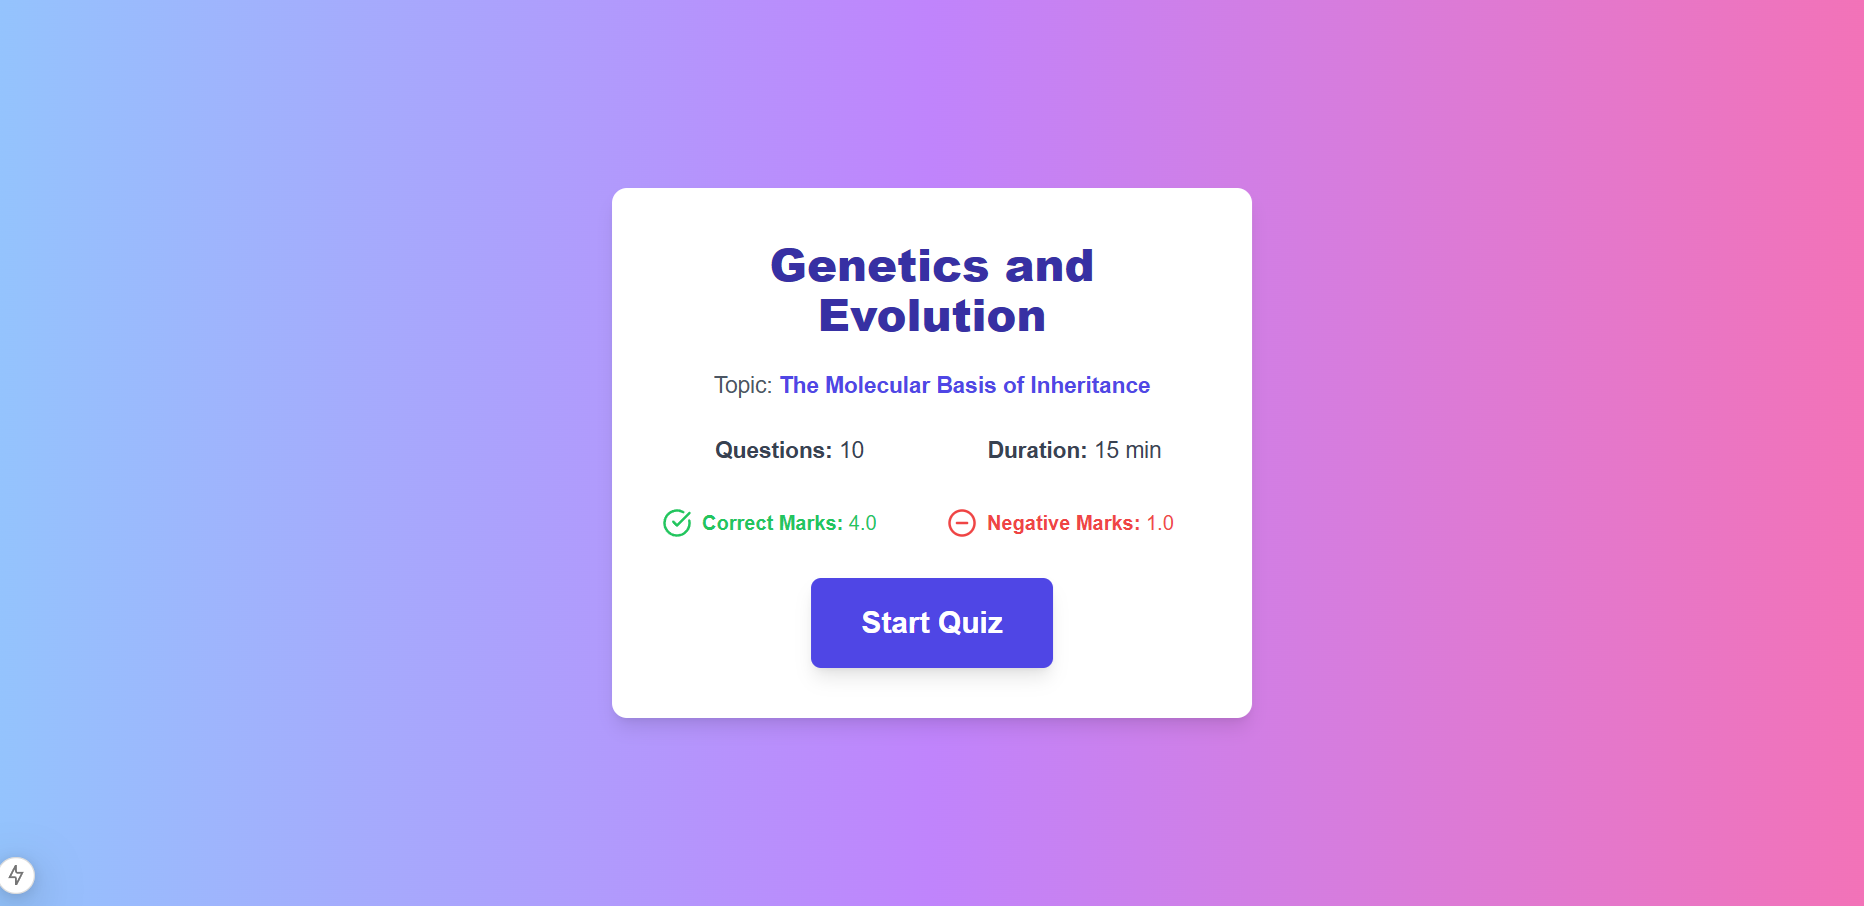 Genetics and
Evolution
Topic: The Molecular Basis of Inheritance
Questions: 10 Duration: 15 min
Correct Marks: 4.0 Negative Marks: 1.0
Start Quiz